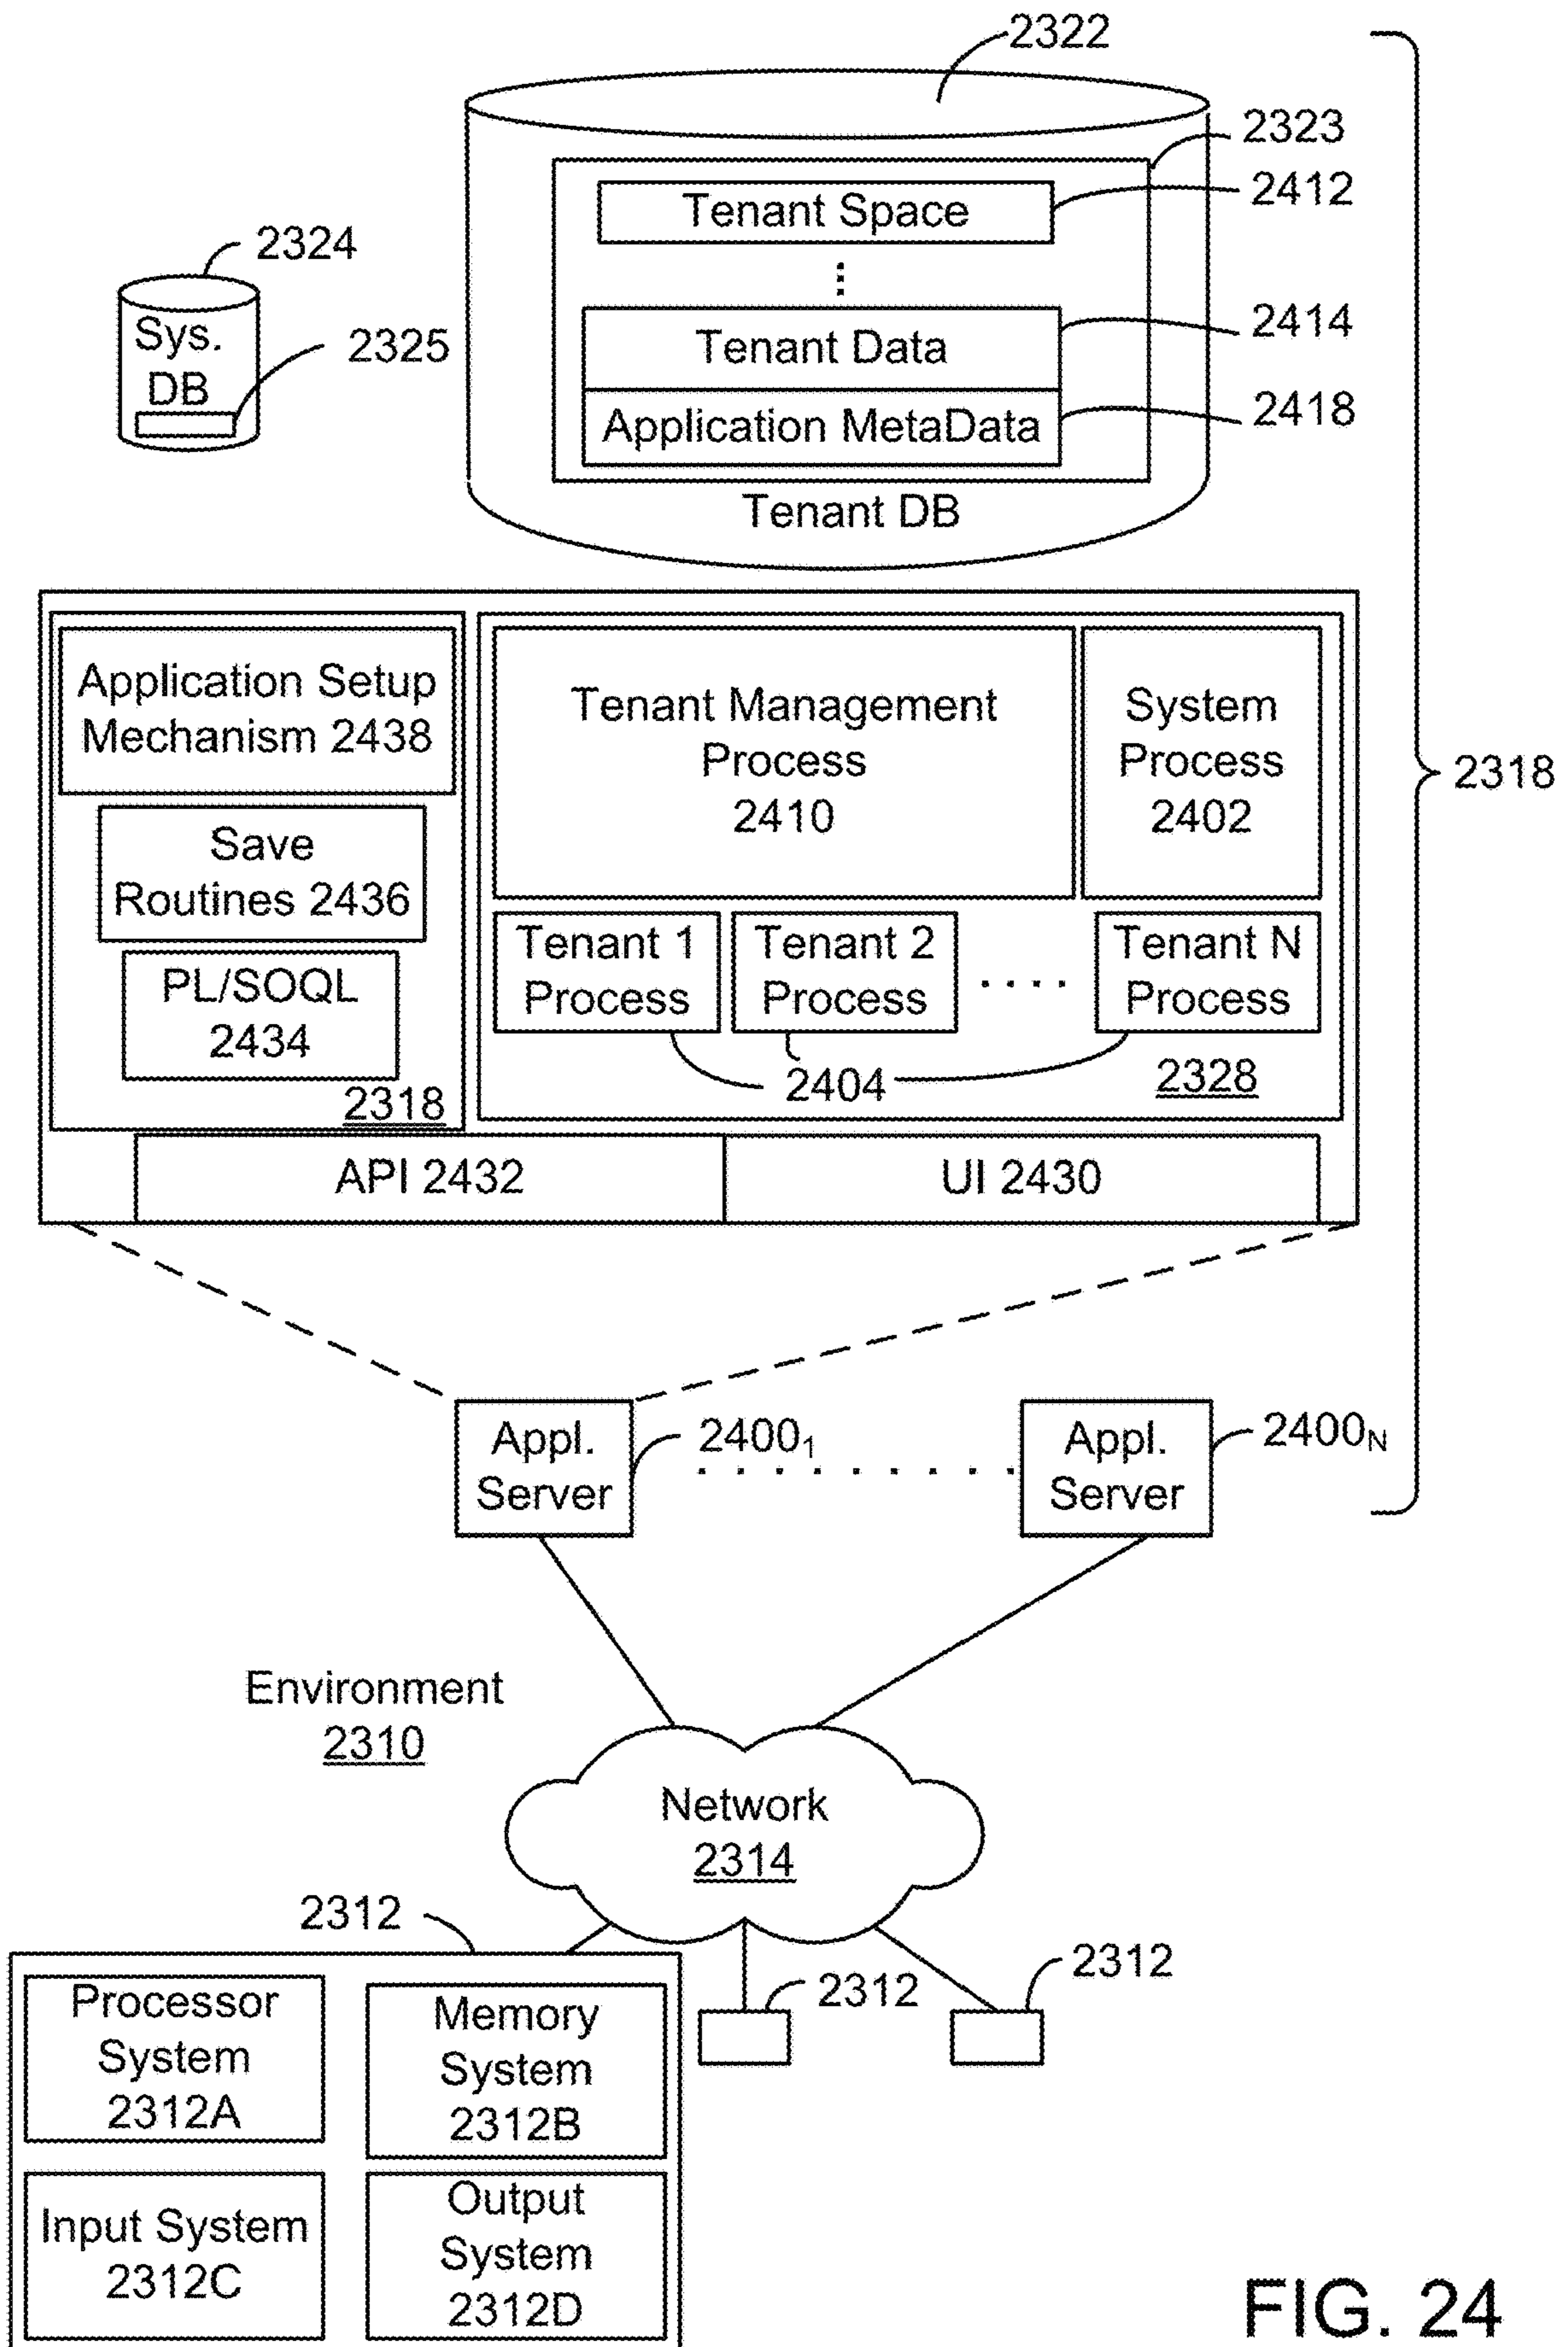 2322
2323
Tenant Space
2412
2324
Sys.
DB
2325
Tenant Data
2414
Application MetaData
2418
Tenant DB
Application Setup
Mechanism 2438
Tenant Management
Process
2410
System
Process
2402
2318
Save
Routines 2436
PL/SOQL
2434
2318
Tenant 1
Process
Tenant 2
Process
. . . .
Tenant N
Process
2404
2328
API 2432
UI 2430
Appl.
Server
2400₁
. . . . . . . . .
Appl.
Server
2400N
Environment
2310
Network
2314
2312
2312
2312
Processor
System
2312A
Memory
System
2312B
Input System
2312C
Output
System
2312D
FIG. 24